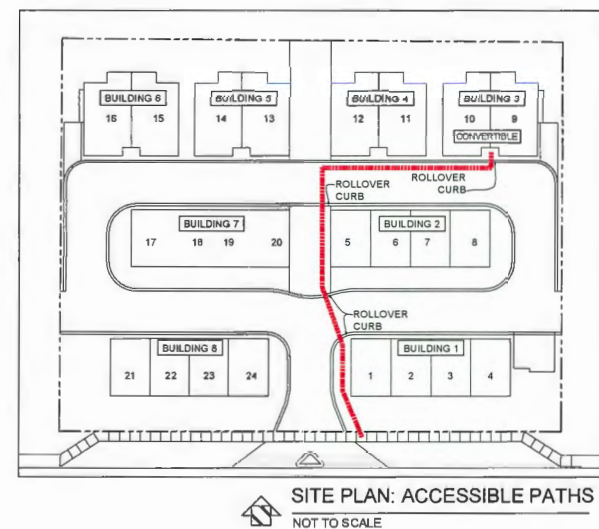 BUILDING 6
BUILDING 5
BUILDING 4
BUILDING 3
16 15
14 13
12 11
10 9
CONVERTIBLE
ROLLOVER
CURB
ROLLOVER
CURB
BUILDING 7
BUILDING 2
17 18 19 20
5 6 7 8
ROLLOVER
CURB
BUILDING 8
BUILDING 1
21 22 23 24
1 2 3 4
SITE PLAN: ACCESSIBLE PATHS
NOT TO SCALE